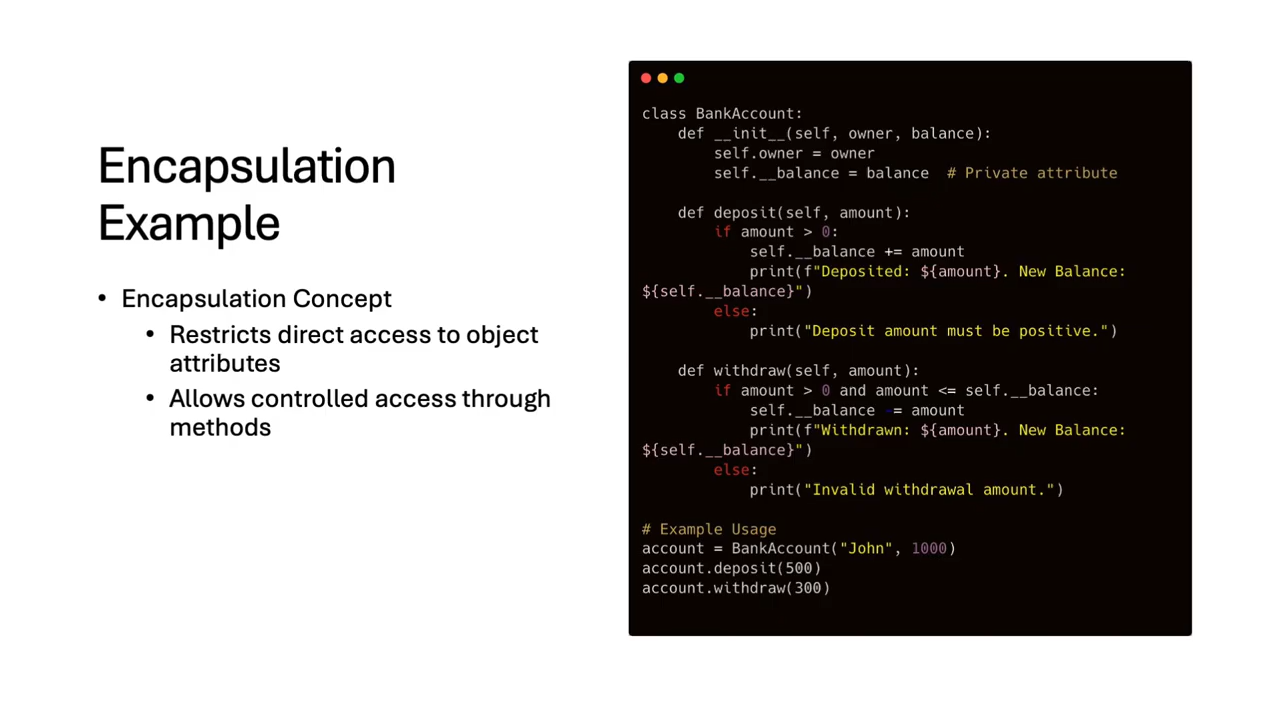 Encapsulation
Example
• Encapsulation Concept
• Restricts direct access to object
attributes
• Allows controlled access through
methods
class BankAccount:
    def __init__(self, owner, balance):
        self.owner = owner
        self.__balance = balance  # Private attribute

    def deposit(self, amount):
        if amount > 0:
            self.__balance += amount
            print(f"Deposited: ${amount}. New Balance:
${self.__balance}")
        else:
            print("Deposit amount must be positive.")

    def withdraw(self, amount):
        if amount > 0 and amount <= self.__balance:
            self.__balance -= amount
            print(f"Withdrawn: ${amount}. New Balance:
${self.__balance}")
        else:
            print("Invalid withdrawal amount.")

# Example Usage
account = BankAccount("John", 1000)
account.deposit(500)
account.withdraw(300)